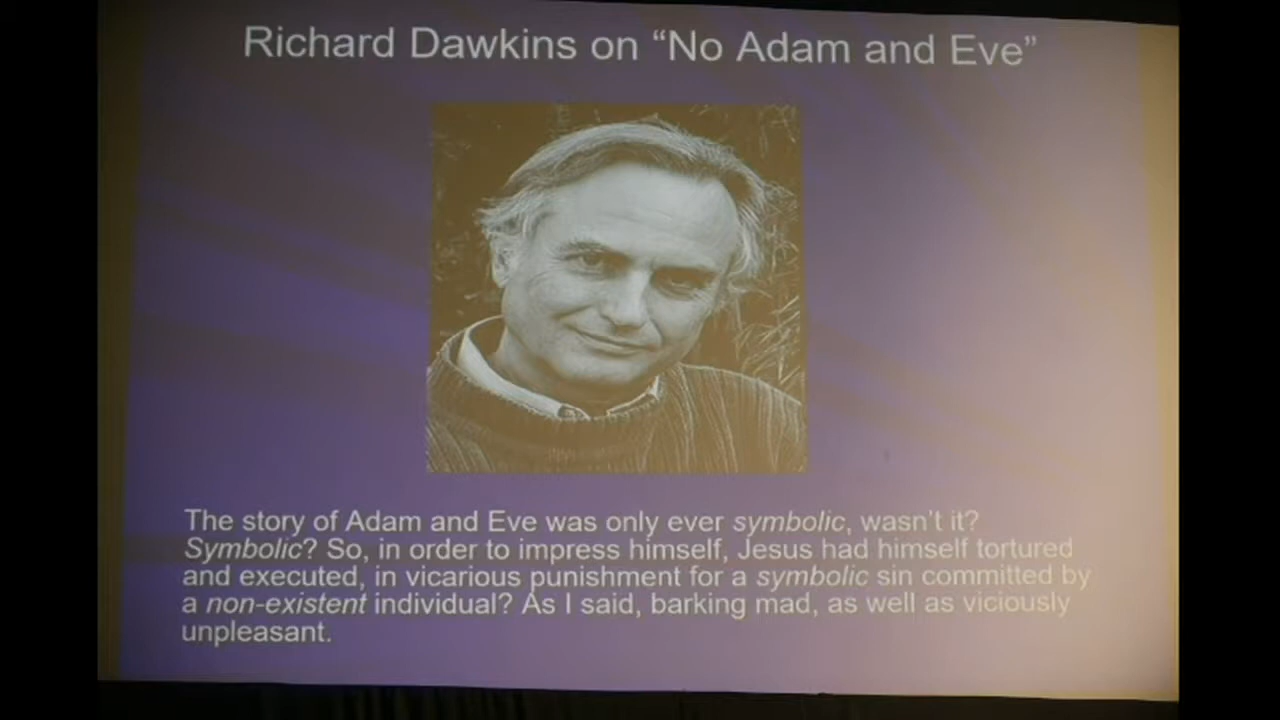 Richard Dawkins on “No Adam and Eve”
The story of Adam and Eve was only ever symbolic, wasn't it?
Symbolic? So, in order to impress himself, Jesus had himself tortured
and executed, in vicarious punishment for a symbolic sin committed by
a non-existent individual? As I said, barking mad, as well as viciously
unpleasant.